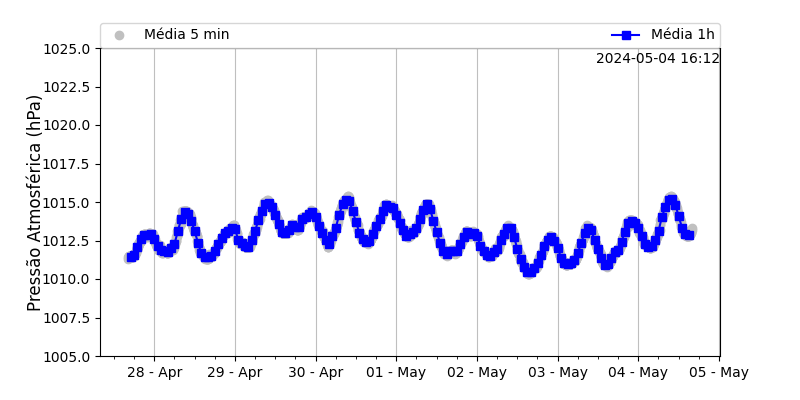 Média 5 min
Média 1h
2024-05-04 16:12
Pressão Atmosférica (hPa)
1025.0
1022.5
1020.0
1017.5
1015.0
1012.5
1010.0
1007.5
1005.0
28 - Apr
29 - Apr
30 - Apr
01 - May
02 - May
03 - May
04 - May
05 - May